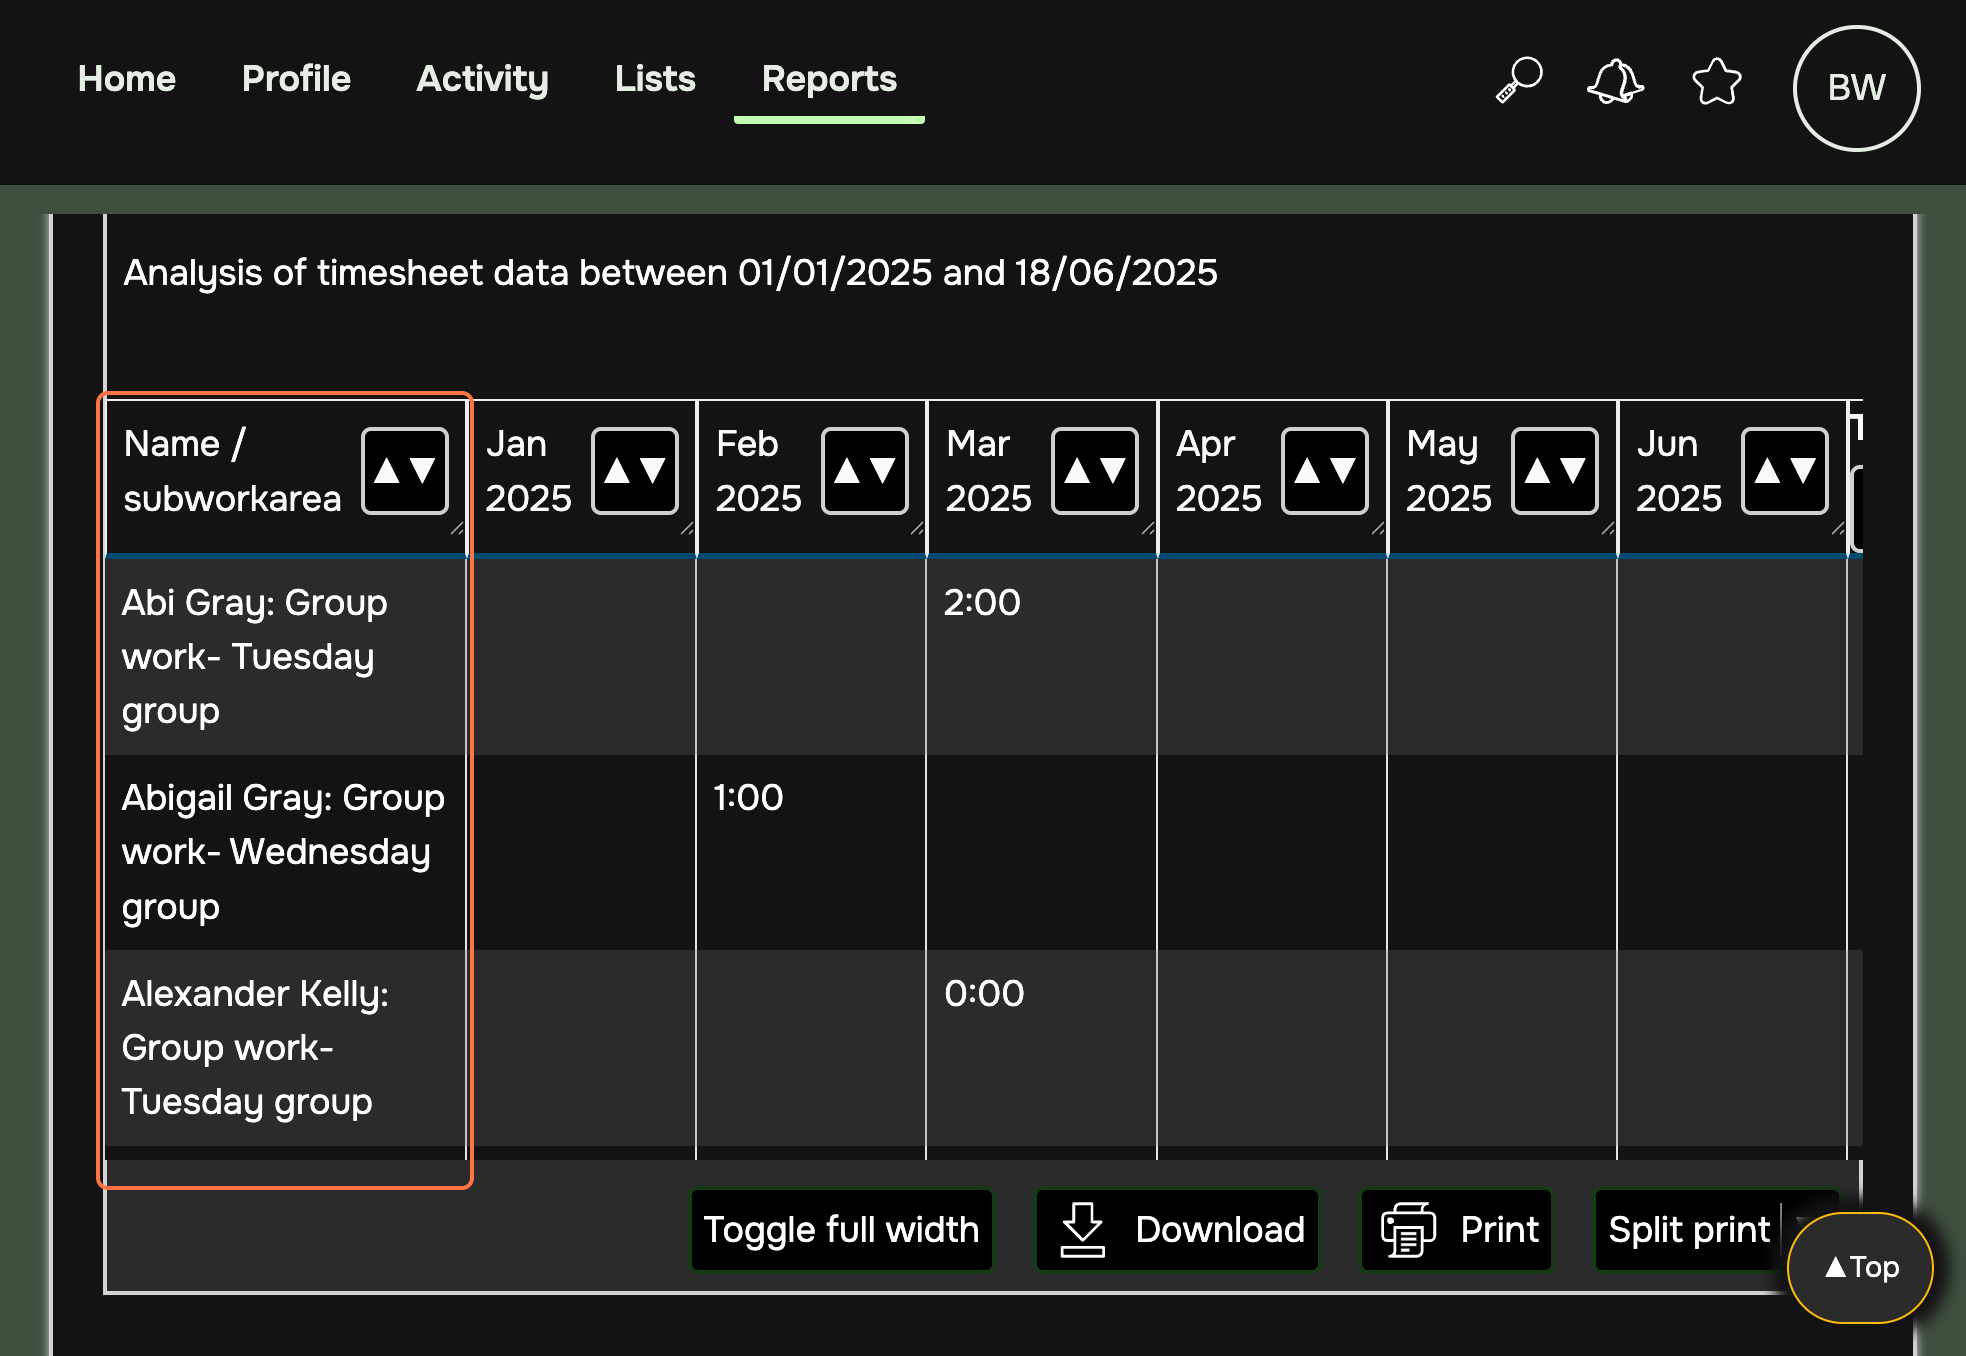 Home Profile Activity Lists Reports BW
Analysis of timesheet data between 01/01/2025 and 18/06/2025
Name / subworkarea ▲▼ Jan 2025 ▲▼ Feb 2025 ▲▼ Mar 2025 ▲▼ Apr 2025 ▲▼ May 2025 ▲▼ Jun 2025 ▲▼
Abi Gray: Group 2:00
work- Tuesday
group
Abigail Gray: Group 1:00
work- Wednesday
group
Alexander Kelly: 0:00
Group work-
Tuesday group
Toggle full width Download Print Split print
▲Top